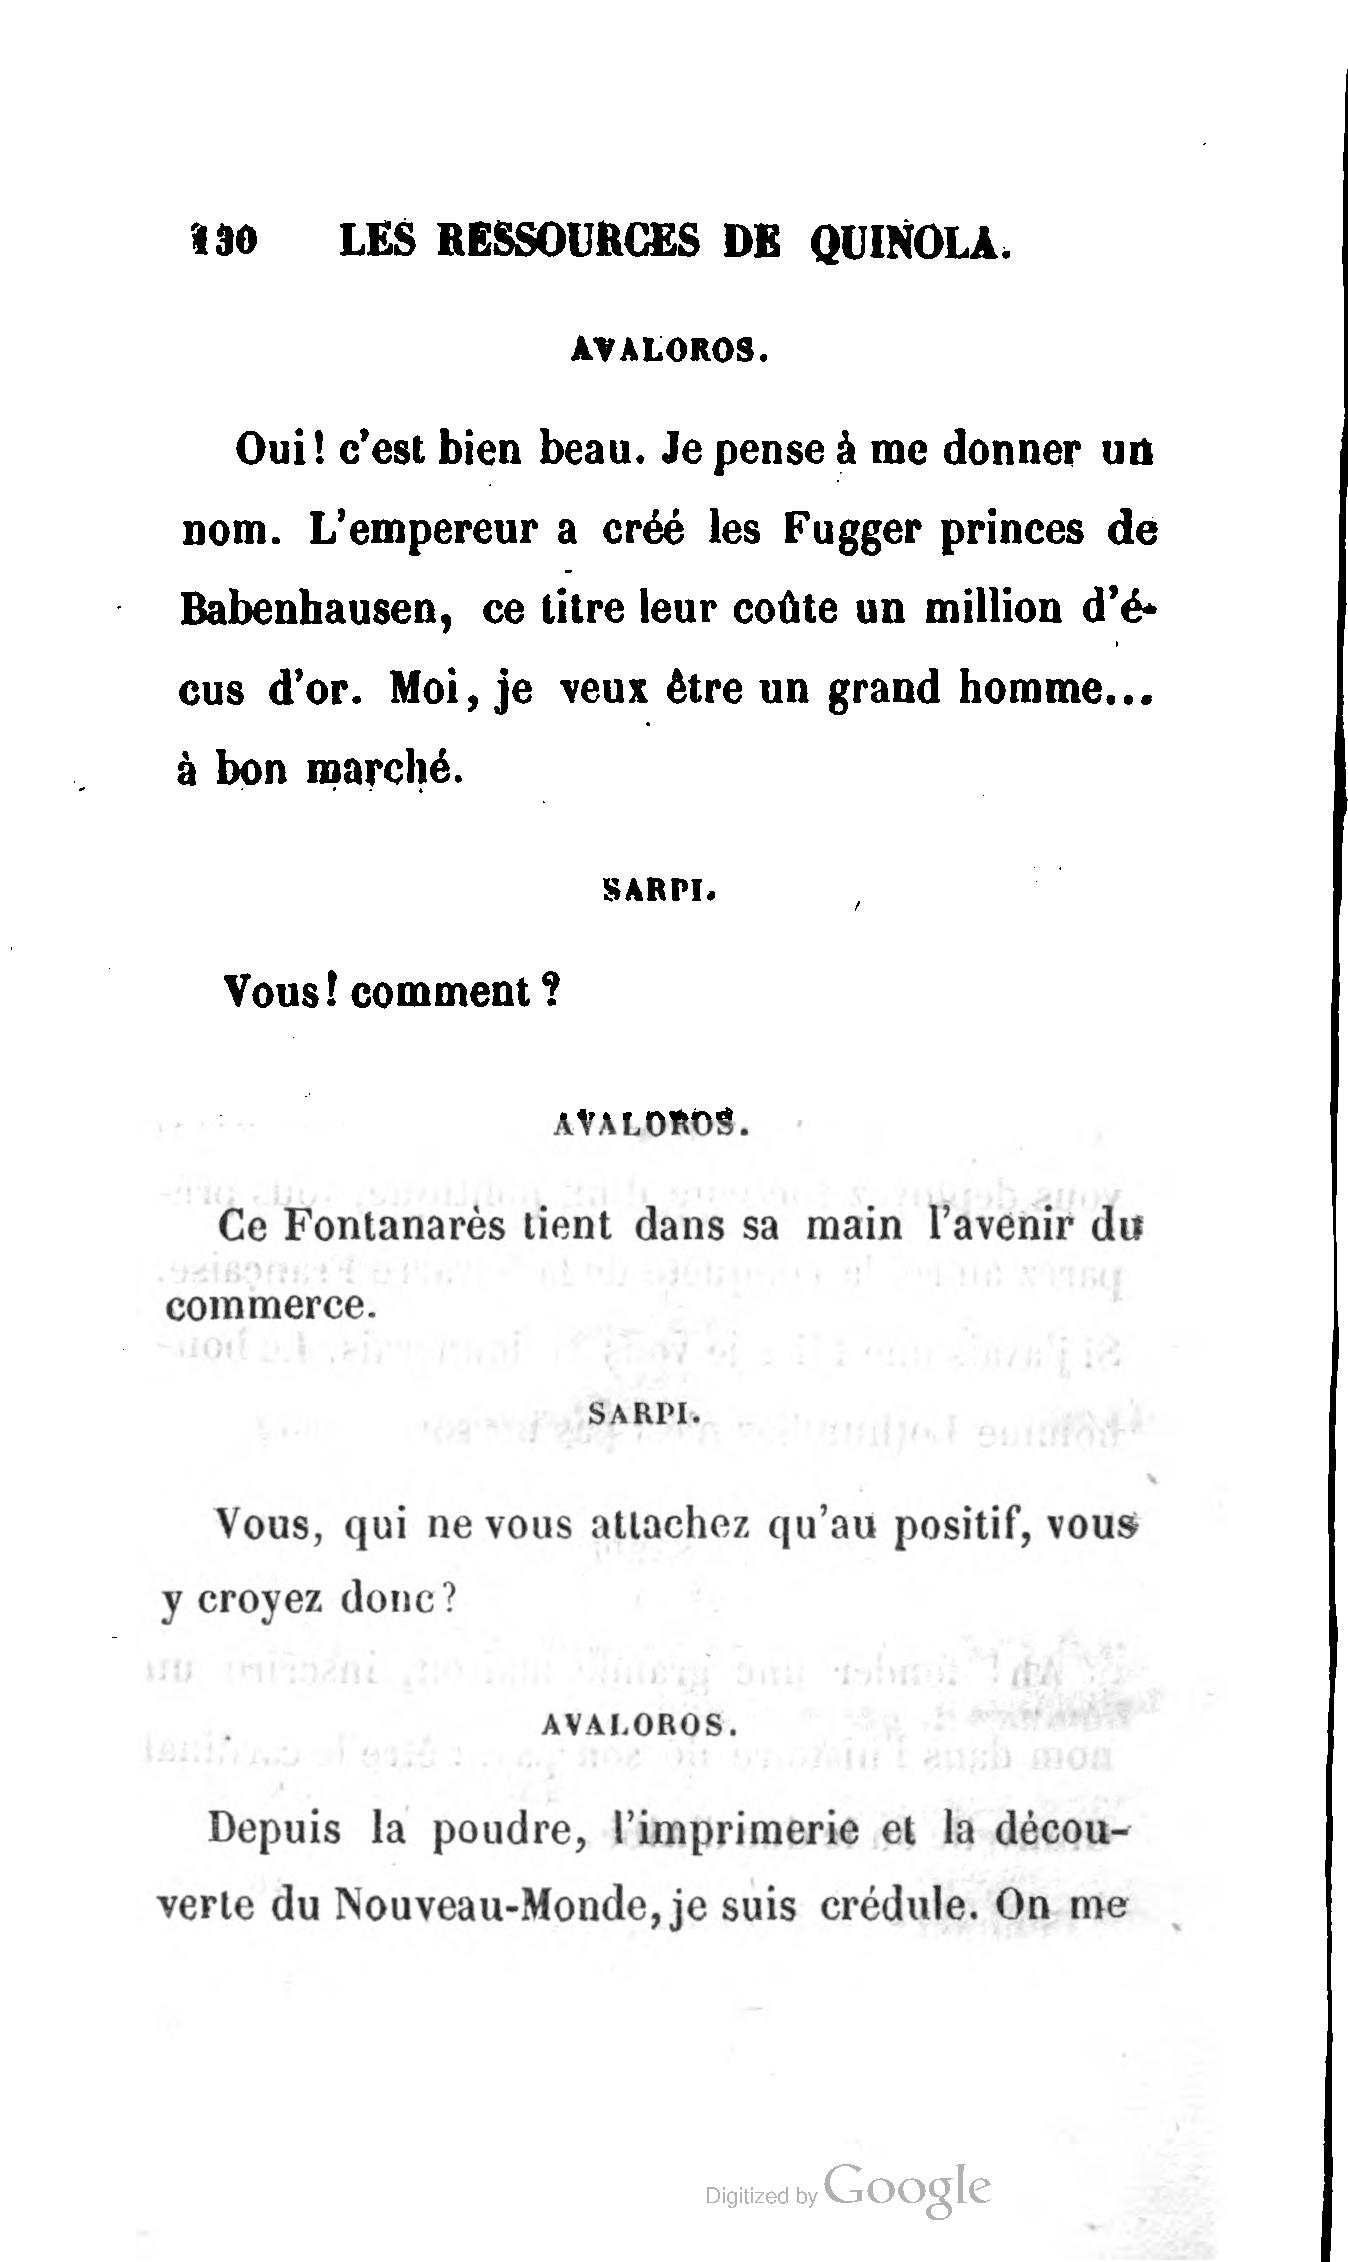 130 LES RESSOURCES DE QUINOLA.
AVALOROS.
Oui! c'est bien beau. Je pense à me donner un
nom. L'empereur a créé les Fugger princes de
Babenhausen, ce titre leur coûte un million d'é-
cus d'or. Moi, je veux être un grand homme...
à bon marché.
SARPI.
Vous! comment?
AVALOROS.
Ce Fontanarès tient dans sa main l'avenir du
commerce.
SARPI.
Vous, qui ne vous attachez qu'au positif, vous
y croyez donc?
AVALOROS.
Depuis la poudre, l'imprimerie et la décou-
verte du Nouveau-Monde, je suis crédule. On me
Digitized by Google